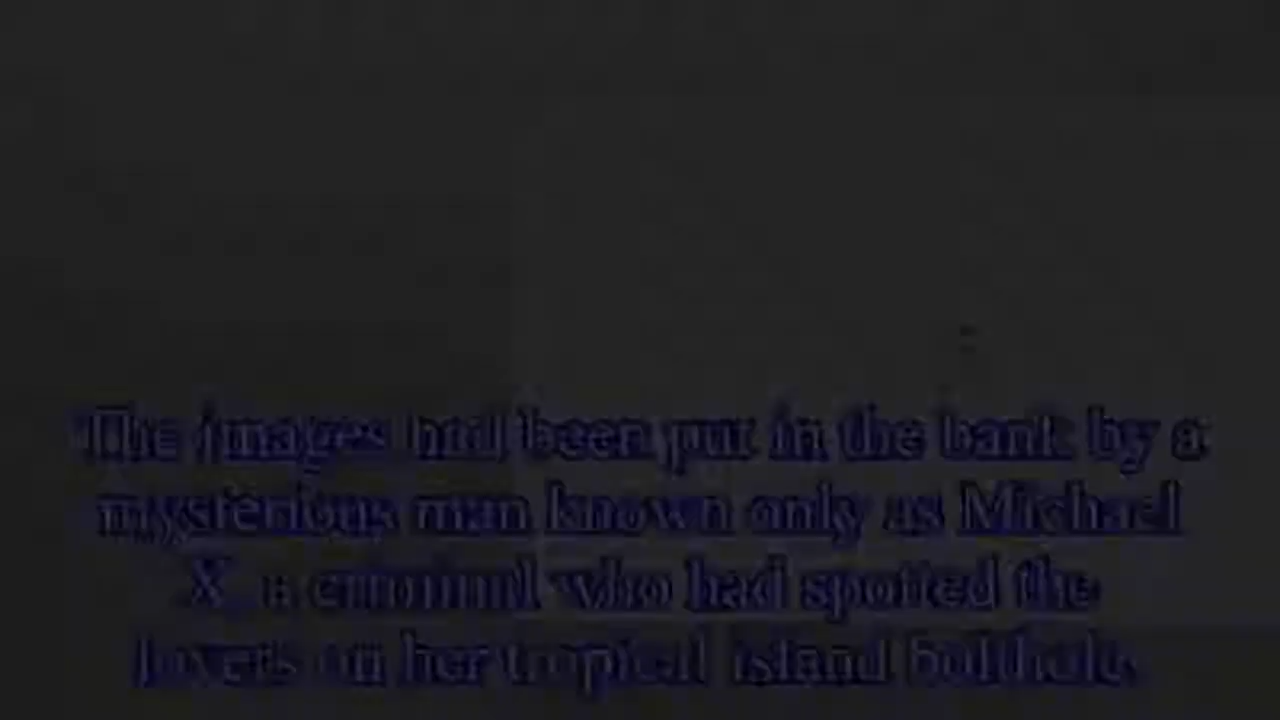 The images had been put in the bank by a
mysterious man known only as Michael
X, a criminal who had spotted the
lovers on her tropical island bolthole.